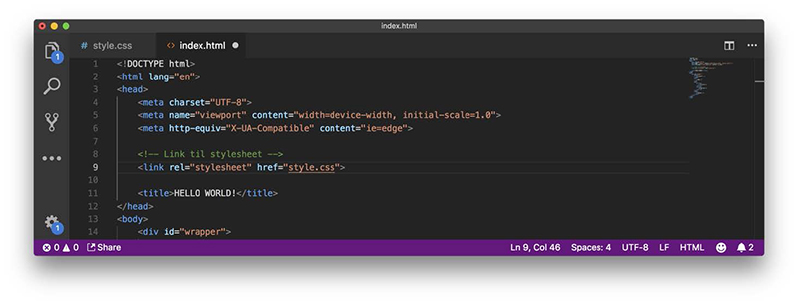 index.html
# style.css
<> index.html
1 <!DOCTYPE html>
2 <html lang="en">
3 <head>
4 <meta charset="UTF-8">
5 <meta name="viewport" content="width=device-width, initial-scale=1.0">
6 <meta http-equiv="X-UA-Compatible" content="ie=edge">
7
8 <!-- Link til stylesheet -->
9 <link rel="stylesheet" href="style.css">
10
11 <title>HELLO WORLD!</title>
12 </head>
13 <body>
14 <div id="wrapper">
1
1
0 0 Share Ln 9, Col 46 Spaces: 4 UTF-8 LF HTML 2